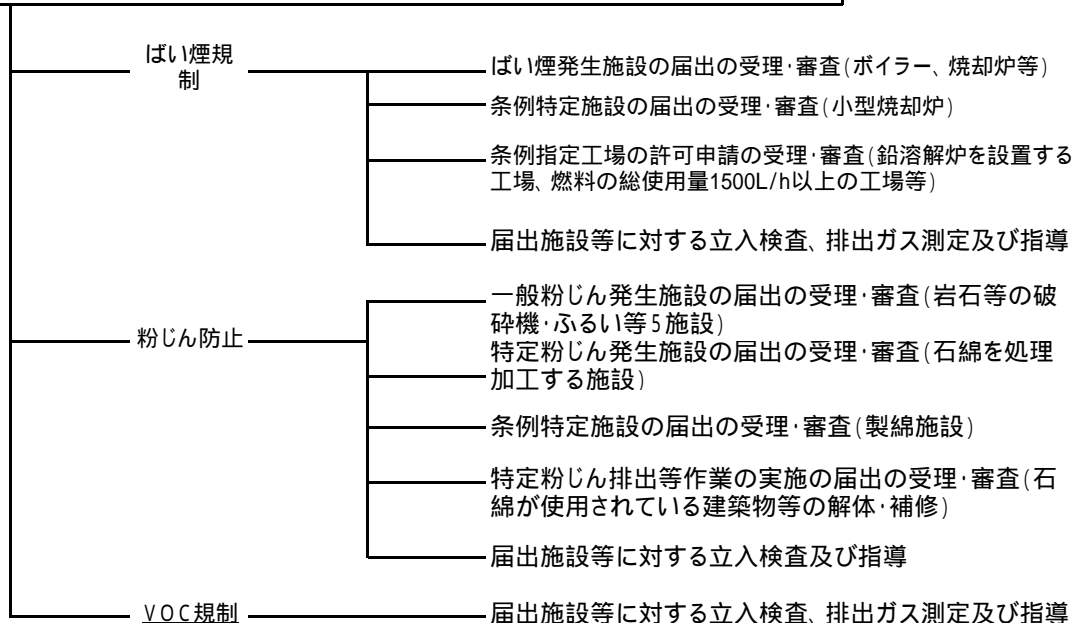 ばい煙規
制
ばい煙発生施設の届出の受理･審査(ボイラー、焼却炉等)
条例特定施設の届出の受理･審査(小型焼却炉)
条例指定工場の許可申請の受理･審査(鉛溶解炉を設置する
工場、燃料の総使用量1500L/h以上の工場等)
届出施設等に対する立入検査、排出ガス測定及び指導
粉じん防止
一般粉じん発生施設の届出の受理･審査(岩石等の破
砕機･ふるい等5施設)
特定粉じん発生施設の届出の受理･審査(石綿を処理
加工する施設)
条例特定施設の届出の受理･審査(製綿施設)
特定粉じん排出等作業の実施の届出の受理･審査(石
綿が使用されている建築物等の解体･補修)
届出施設等に対する立入検査及び指導
VOC規制
届出施設等に対する立入検査、排出ガス測定及び指導